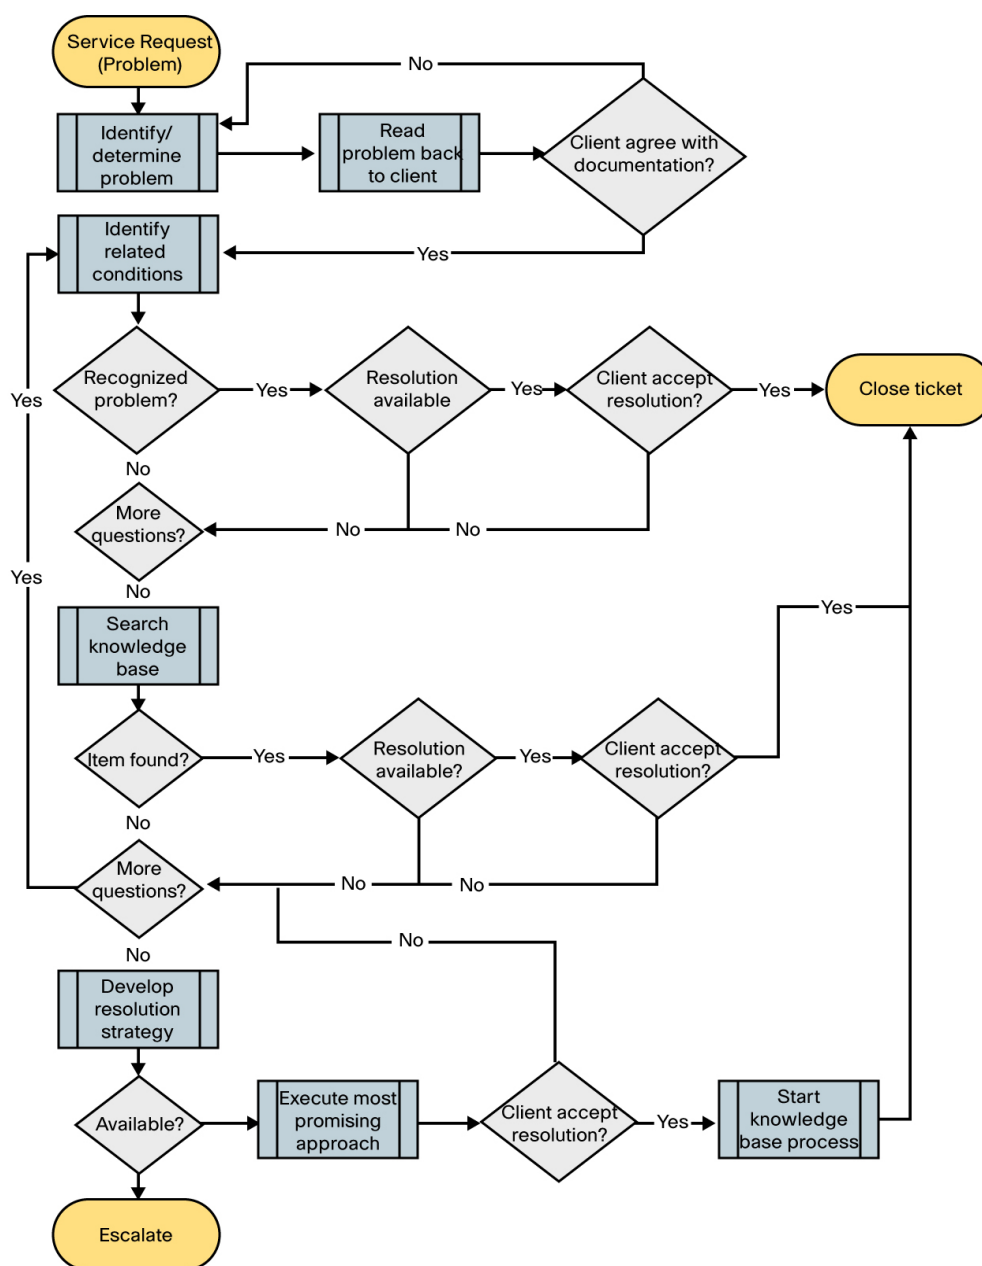 Service Request
(Problem)
No
Identify/
determine
problem
Read
problem back
to client
Client agree with
documentation?
Identify
related
conditions
Yes
Recognized
problem?
Yes
Resolution
available
Yes
Client accept
resolution?
Yes
Close ticket
Yes
No
More
questions?
No
No
Yes
No
Search
knowledge
base
Yes
Item found?
Yes
Resolution
available?
Yes
Client accept
resolution?
No
More
questions?
No
No
No
No
Develop
resolution
strategy
Available?
Execute most
promising
approach
Client accept
resolution?
Yes
Start
knowledge
base process
Escalate